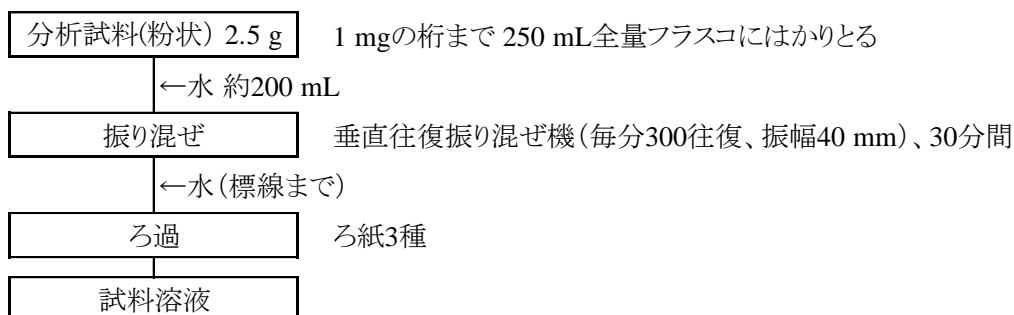 分析試料(粉状) 2.5 g 1 mgの桁まで 250 mL全量フラスコにはかりとる
←水 約200 mL
振り混ぜ 垂直往復振り混ぜ機(毎分300往復、振幅40 mm)、30分間
←水(標線まで)
ろ過 ろ紙3種
試料溶液